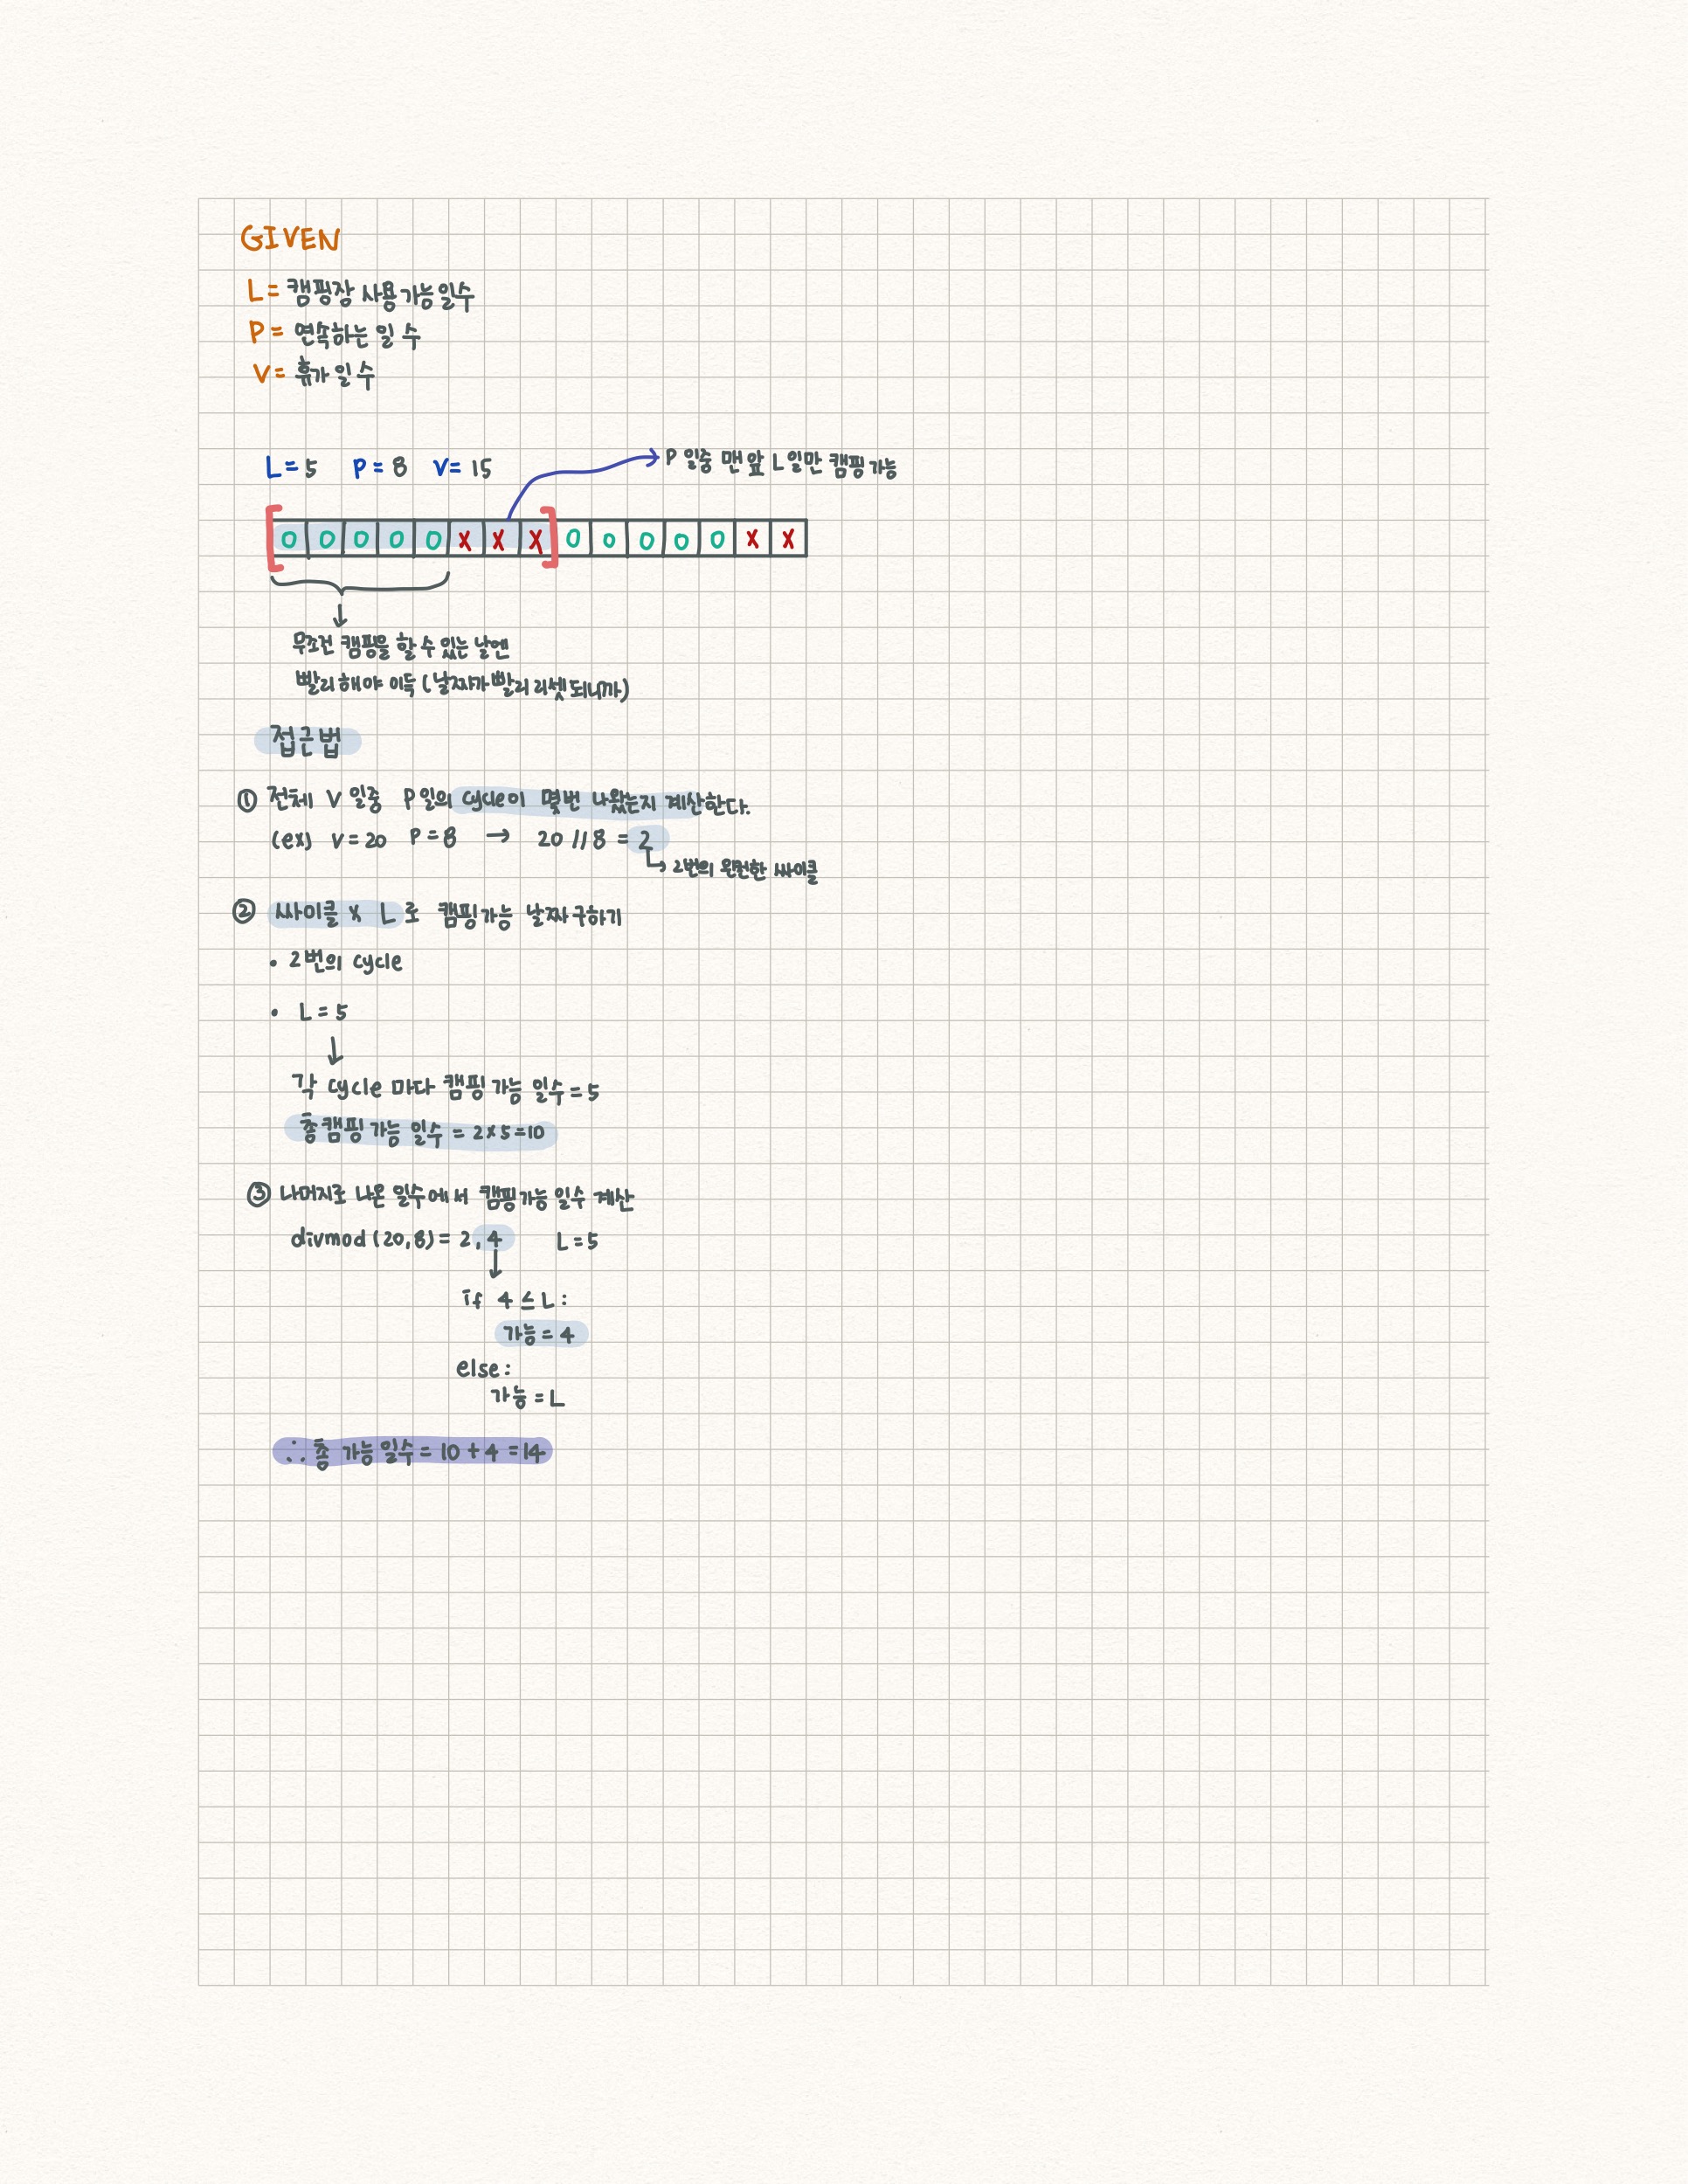 GIVEN
L = 캠핑장 사용 가능 일수
P = 연속하는 일 수
V = 휴가 일 수
L = 5 P = 8 V = 15
P 일중 맨 앞 L 일만 캠핑 가능
O O O O O X X X O O O O O X X
무조건 캠핑을 할 수 있는 날엔
빨리 해야 이득 (날짜가 빨리 리셋 되니까)
접근법
① 전체 V 일중 P 일의 cycle이 몇번 나왔는지 계산한다.
(ex) V = 20 P = 8 → 20 // 8 = 2
↳ 2번의 완전한 싸이클
② 싸이클 x L 로 캠핑 가능 날짜 구하기
• 2번의 cycle
• L = 5
↓
각 cycle 마다 캠핑 가능 일수 = 5
총 캠핑 가능 일수 = 2 x 5 = 10
③ 나머지로 나온 일수에서 캠핑 가능 일수 계산
divmod (20, 8) = 2, 4 L = 5
↓
if 4 ≤ L :
가능 = 4
else :
가능 = L
∴ 총 가능 일수 = 10 + 4 = 14